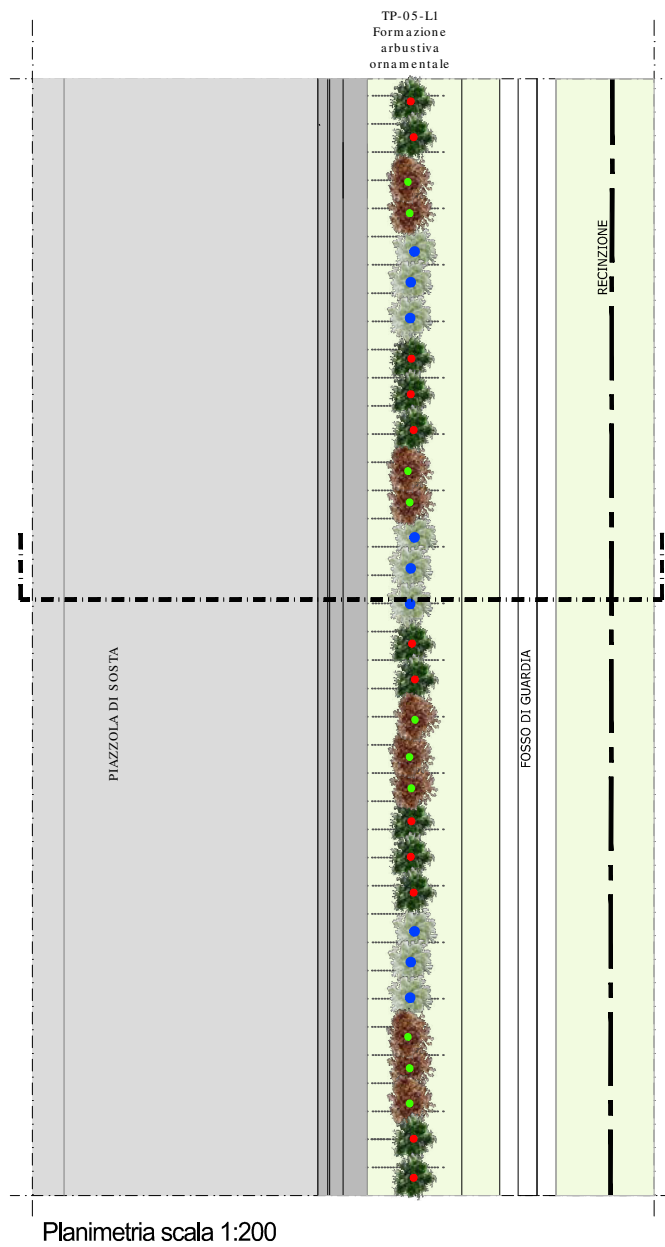 TP-05-L1
Formazione
arbustiva
ornamentale
RECINZIONE
PIAZZOLA DI SOSTA
FOSSO DI GUARDIA
Planimetria scala 1:200